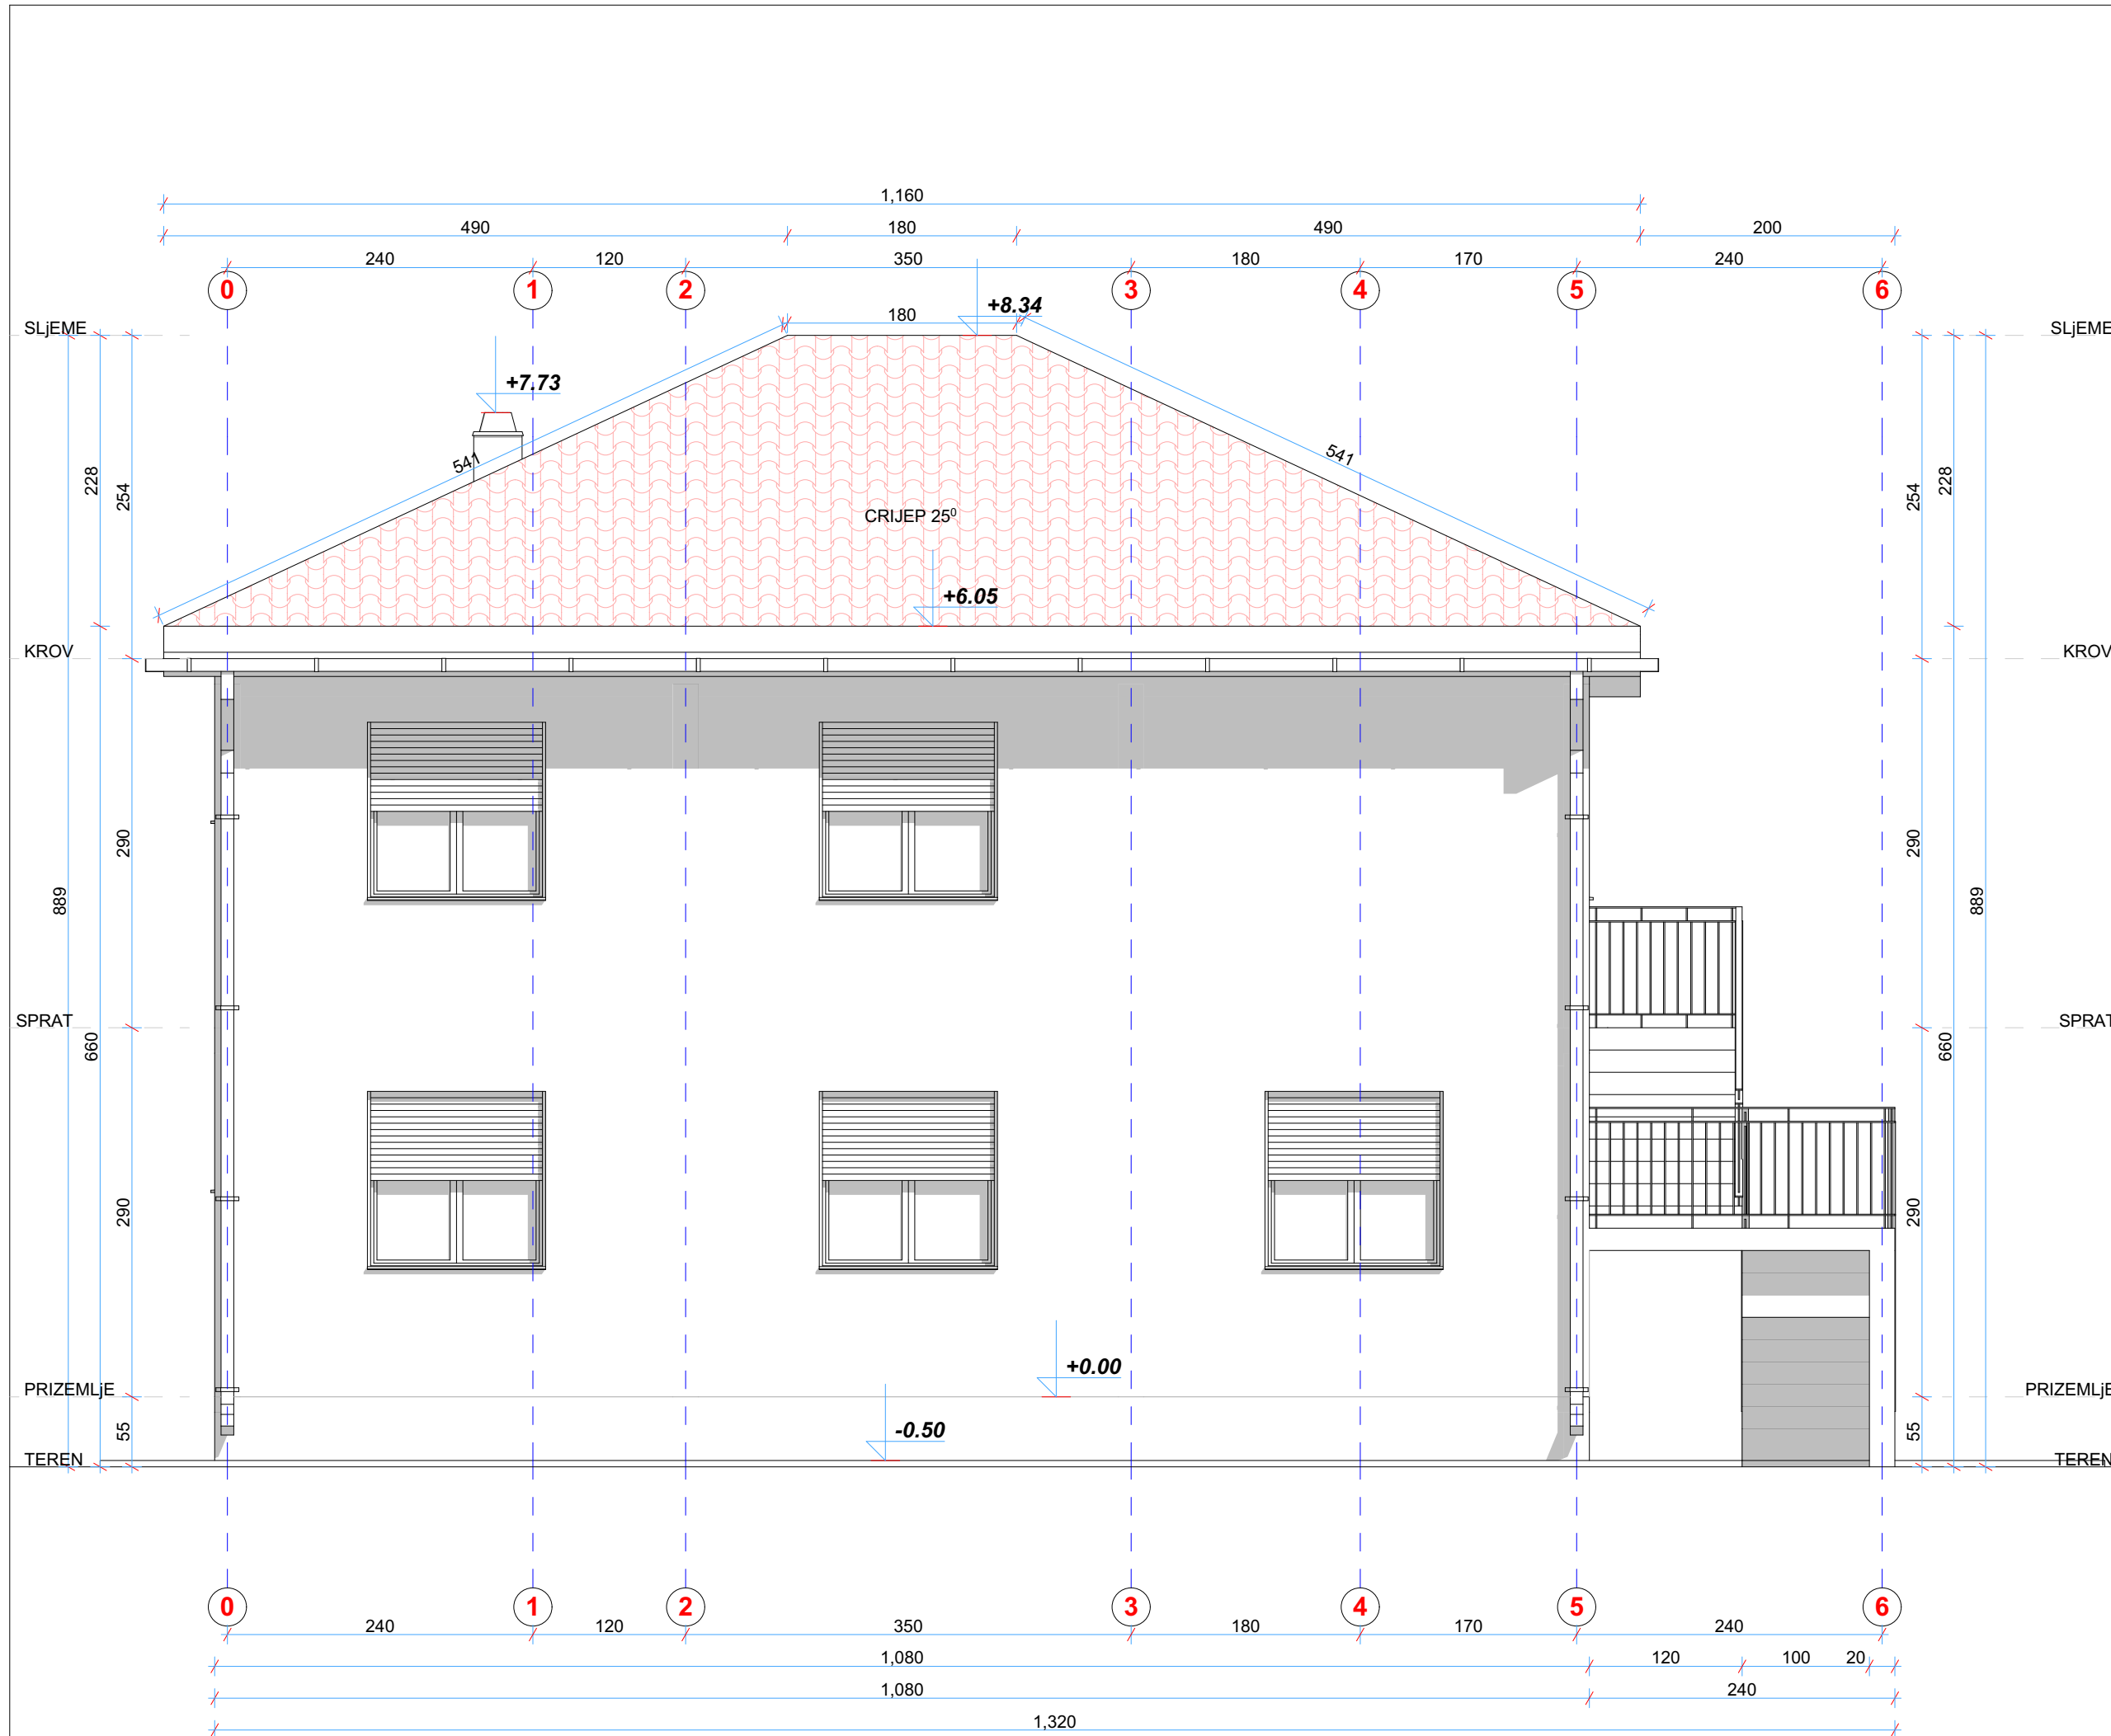 1,160
490 180 490 200
240 120 350 180 170 240
0 1 2 3 4 5 6
+8.34
180
SLjEME SLjEME
+7.73
541 541
228 254 254 228
CRIJEP 25⁰
+6.05
KROV KROV
290 290
889 889
SPRAT SPRAT
660 660
290 290
+0.00
PRIZEMLjE PRIZEMLjE
55 55
-0.50
TEREN TEREN
0 1 2 3 4 5 6
240 120 350 180 170 240
1,080 120 100 20
1,080 240
1,320